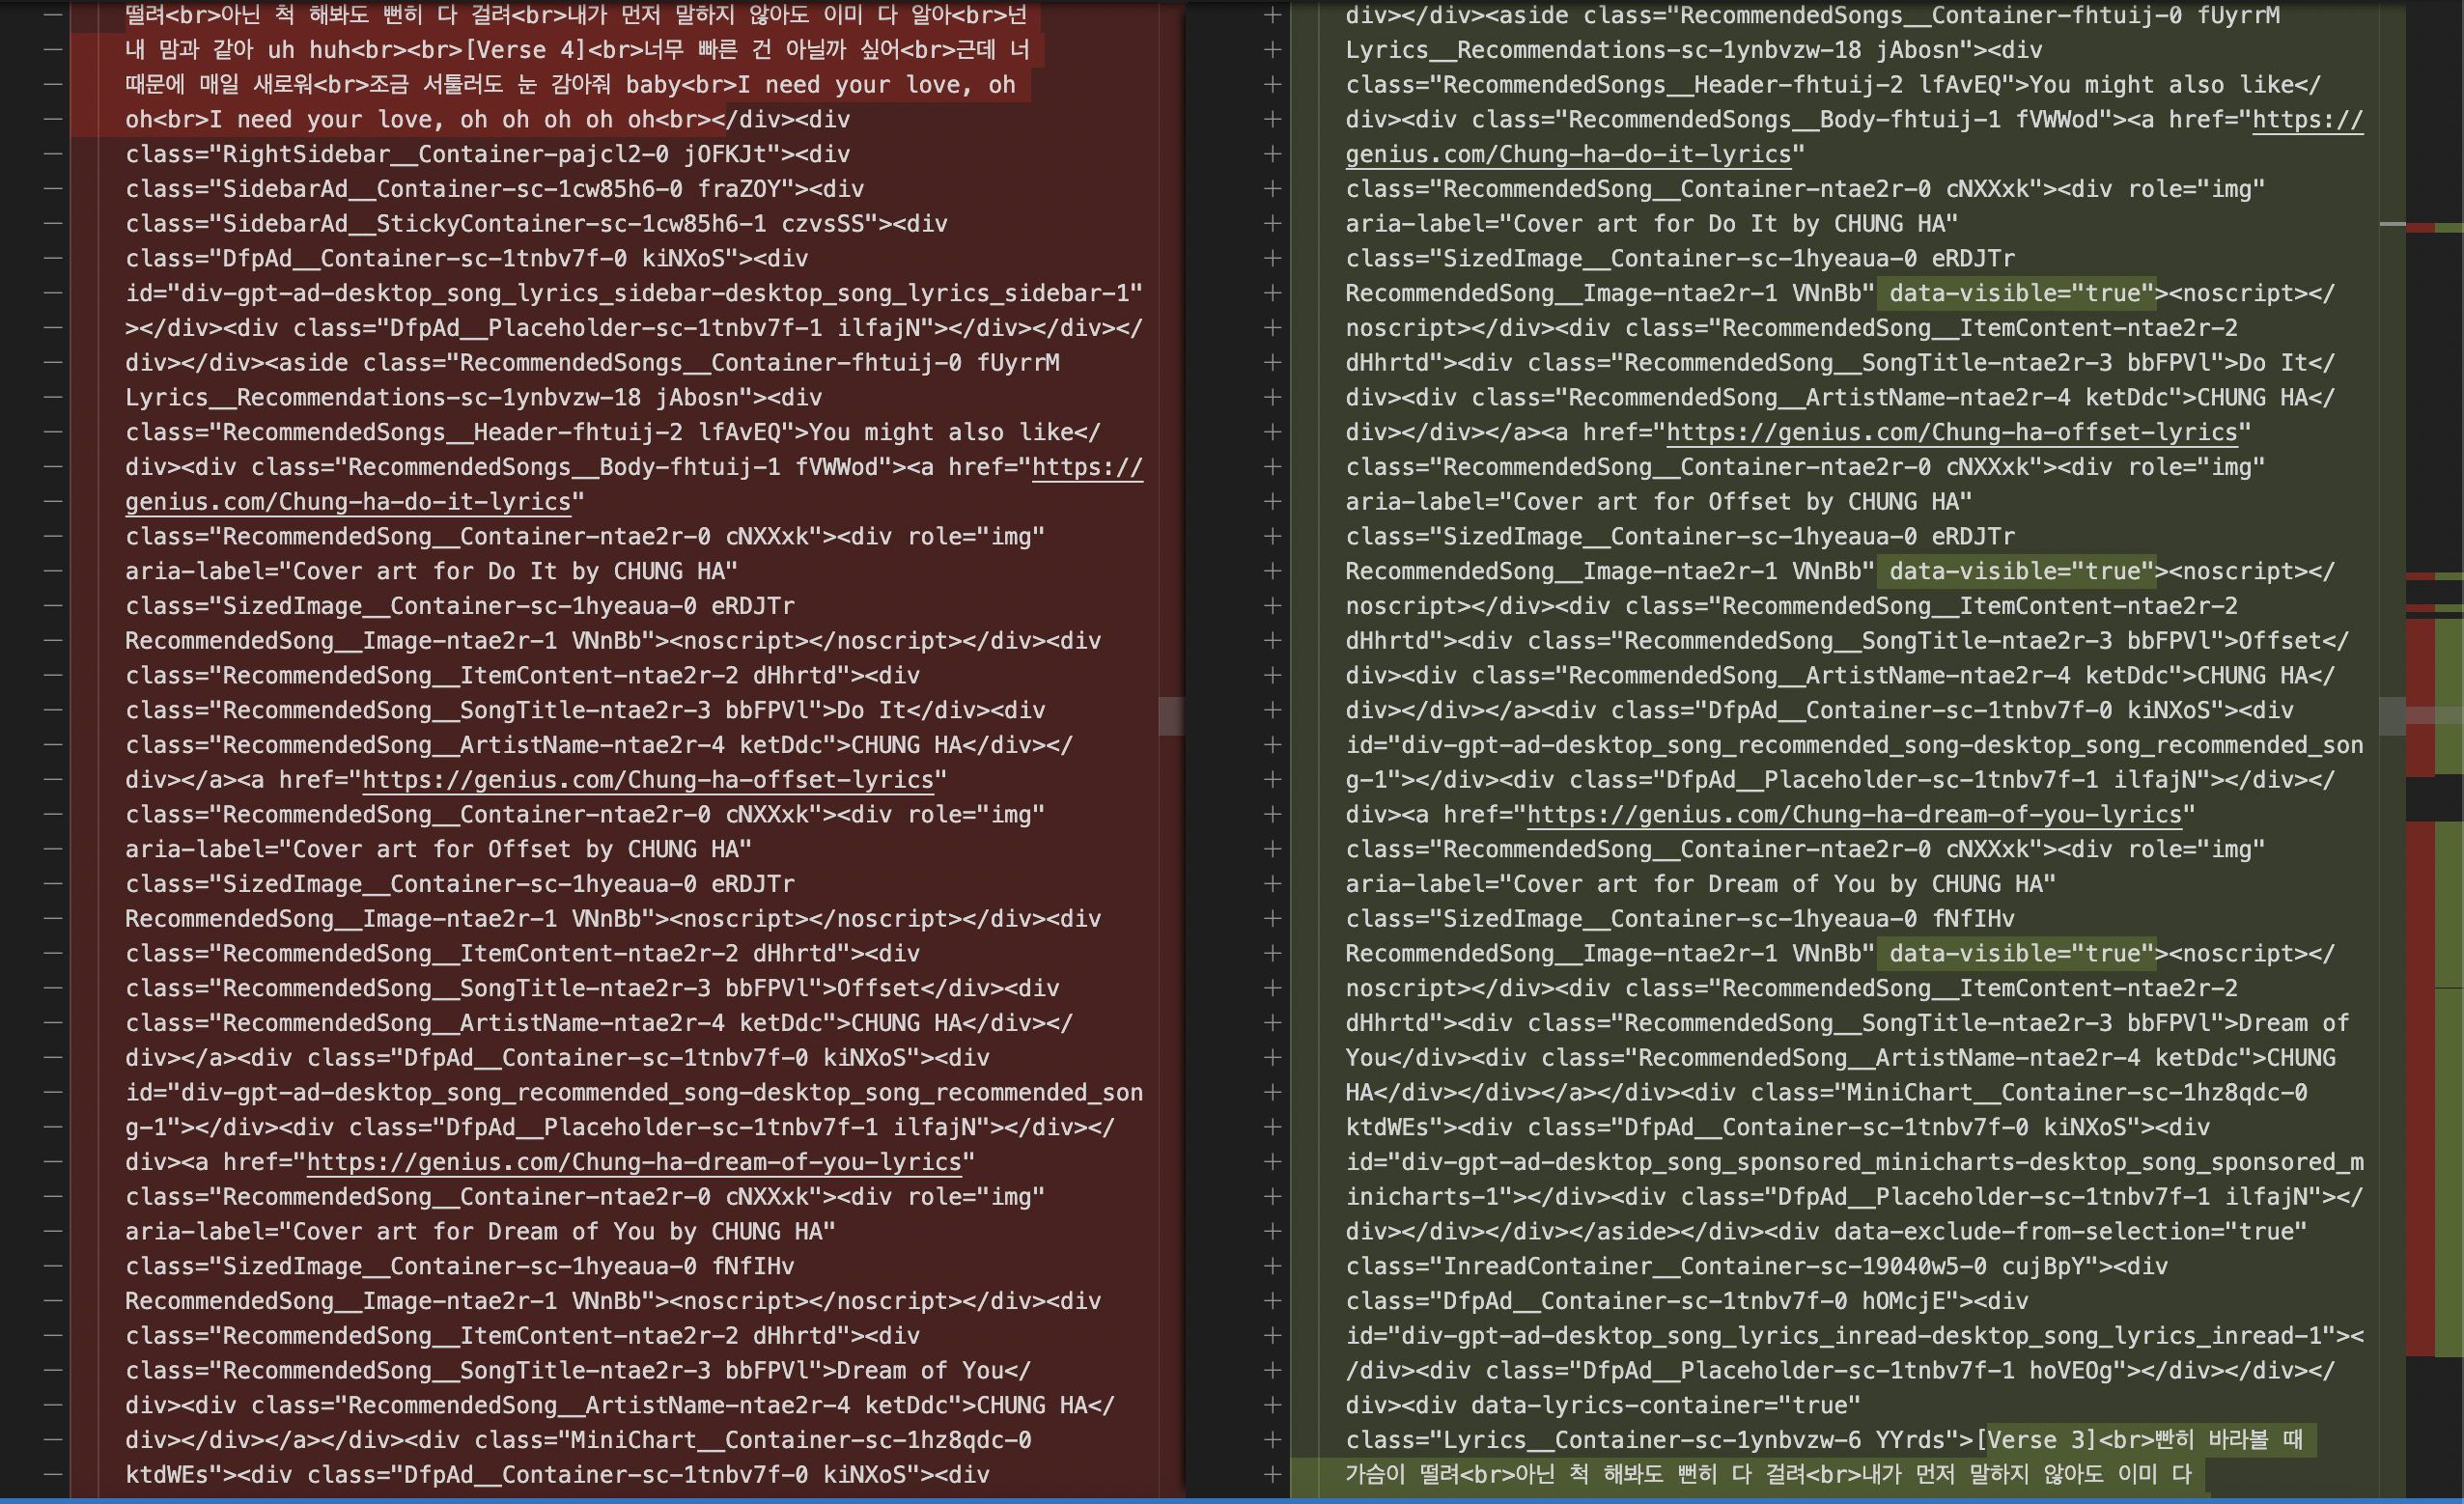 떨려<br>아닌 척 해봐도 뻔히 다 걸려<br>내가 먼저 말하지 않아도 이미 다 알아<br>넌
내 맘과 같아 uh huh<br><br>[Verse 4]<br>너무 빠른 건 아닐까 싶어<br>근데 너
때문에 매일 새로워<br>조금 서툴러도 눈 감아줘 baby<br>I need your love, oh
oh<br>I need your love, oh oh oh oh oh<br></div><div
class="RightSidebar__Container-pajcl2-0 jOFKJt"><div
class="SidebarAd__Container-sc-1cw85h6-0 fraZOY"><div
class="SidebarAd__StickyContainer-sc-1cw85h6-1 czvsSS"><div
class="DfpAd__Container-sc-1tnbv7f-0 kiNXoS"><div
id="div-gpt-ad-desktop_song_lyrics_sidebar-desktop_song_lyrics_sidebar-1"
></div><div class="DfpAd__Placeholder-sc-1tnbv7f-1 ilfajN"></div></div></
div></div><aside class="RecommendedSongs__Container-fhtuij-0 fUyrrM
Lyrics__Recommendations-sc-1ynbvzw-18 jAbosn"><div
class="RecommendedSongs__Header-fhtuij-2 lfAvEQ">You might also like</
div><div class="RecommendedSongs__Body-fhtuij-1 fVWWod"><a href="https://
genius.com/Chung-ha-do-it-lyrics"
class="RecommendedSong__Container-ntae2r-0 cNXXxk"><div role="img"
aria-label="Cover art for Do It by CHUNG HA"
class="SizedImage__Container-sc-1hyeaua-0 eRDJTr
RecommendedSong__Image-ntae2r-1 VNnBb"><noscript></noscript></div><div
class="RecommendedSong__ItemContent-ntae2r-2 dHhrtd"><div
class="RecommendedSong__SongTitle-ntae2r-3 bbFPVl">Do It</div><div
class="RecommendedSong__ArtistName-ntae2r-4 ketDdc">CHUNG HA</div></
div></a><a href="https://genius.com/Chung-ha-offset-lyrics"
class="RecommendedSong__Container-ntae2r-0 cNXXxk"><div role="img"
aria-label="Cover art for Offset by CHUNG HA"
class="SizedImage__Container-sc-1hyeaua-0 eRDJTr
RecommendedSong__Image-ntae2r-1 VNnBb"><noscript></noscript></div><div
class="RecommendedSong__ItemContent-ntae2r-2 dHhrtd"><div
class="RecommendedSong__SongTitle-ntae2r-3 bbFPVl">Offset</div><div
class="RecommendedSong__ArtistName-ntae2r-4 ketDdc">CHUNG HA</div></
div></a><div class="DfpAd__Container-sc-1tnbv7f-0 kiNXoS"><div
id="div-gpt-ad-desktop_song_recommended_song-desktop_song_recommended_son
g-1"></div><div class="DfpAd__Placeholder-sc-1tnbv7f-1 ilfajN"></div></
div><a href="https://genius.com/Chung-ha-dream-of-you-lyrics"
class="RecommendedSong__Container-ntae2r-0 cNXXxk"><div role="img"
aria-label="Cover art for Dream of You by CHUNG HA"
class="SizedImage__Container-sc-1hyeaua-0 fNfIHv
RecommendedSong__Image-ntae2r-1 VNnBb"><noscript></noscript></div><div
class="RecommendedSong__ItemContent-ntae2r-2 dHhrtd"><div
class="RecommendedSong__SongTitle-ntae2r-3 bbFPVl">Dream of You</
div><div class="RecommendedSong__ArtistName-ntae2r-4 ketDdc">CHUNG HA</
div></div></a></div><div class="MiniChart__Container-sc-1hz8qdc-0
ktdWEs"><div class="DfpAd__Container-sc-1tnbv7f-0 kiNXoS"><div
div></div><aside class="RecommendedSongs__Container-fhtuij-0 fUyrrM
Lyrics__Recommendations-sc-1ynbvzw-18 jAbosn"><div
class="RecommendedSongs__Header-fhtuij-2 lfAvEQ">You might also like</
div><div class="RecommendedSongs__Body-fhtuij-1 fVWWod"><a href="https://
genius.com/Chung-ha-do-it-lyrics"
class="RecommendedSong__Container-ntae2r-0 cNXXxk"><div role="img"
aria-label="Cover art for Do It by CHUNG HA"
class="SizedImage__Container-sc-1hyeaua-0 eRDJTr
RecommendedSong__Image-ntae2r-1 VNnBb" data-visible="true"><noscript></
noscript></div><div class="RecommendedSong__ItemContent-ntae2r-2
dHhrtd"><div class="RecommendedSong__SongTitle-ntae2r-3 bbFPVl">Do It</
div><div class="RecommendedSong__ArtistName-ntae2r-4 ketDdc">CHUNG HA</
div></div></a><a href="https://genius.com/Chung-ha-offset-lyrics"
class="RecommendedSong__Container-ntae2r-0 cNXXxk"><div role="img"
aria-label="Cover art for Offset by CHUNG HA"
class="SizedImage__Container-sc-1hyeaua-0 eRDJTr
RecommendedSong__Image-ntae2r-1 VNnBb" data-visible="true"><noscript></
noscript></div><div class="RecommendedSong__ItemContent-ntae2r-2
dHhrtd"><div class="RecommendedSong__SongTitle-ntae2r-3 bbFPVl">Offset</
div><div class="RecommendedSong__ArtistName-ntae2r-4 ketDdc">CHUNG HA</
div></div></a><div class="DfpAd__Container-sc-1tnbv7f-0 kiNXoS"><div
id="div-gpt-ad-desktop_song_recommended_song-desktop_song_recommended_son
g-1"></div><div class="DfpAd__Placeholder-sc-1tnbv7f-1 ilfajN"></div></
div><a href="https://genius.com/Chung-ha-dream-of-you-lyrics"
class="RecommendedSong__Container-ntae2r-0 cNXXxk"><div role="img"
aria-label="Cover art for Dream of You by CHUNG HA"
class="SizedImage__Container-sc-1hyeaua-0 fNfIHv
RecommendedSong__Image-ntae2r-1 VNnBb" data-visible="true"><noscript></
noscript></div><div class="RecommendedSong__ItemContent-ntae2r-2
dHhrtd"><div class="RecommendedSong__SongTitle-ntae2r-3 bbFPVl">Dream of
You</div><div class="RecommendedSong__ArtistName-ntae2r-4 ketDdc">CHUNG
HA</div></div></a></div><div class="MiniChart__Container-sc-1hz8qdc-0
ktdWEs"><div class="DfpAd__Container-sc-1tnbv7f-0 kiNXoS"><div
id="div-gpt-ad-desktop_song_sponsored_minicharts-desktop_song_sponsored_m
inicharts-1"></div><div class="DfpAd__Placeholder-sc-1tnbv7f-1 ilfajN"></
div></div></div></aside></div><div data-exclude-from-selection="true"
class="InreadContainer__Container-sc-19040w5-0 cujBpY"><div
class="DfpAd__Container-sc-1tnbv7f-0 hOMcjE"><div
id="div-gpt-ad-desktop_song_lyrics_inread-desktop_song_lyrics_inread-1"><
/div><div class="DfpAd__Placeholder-sc-1tnbv7f-1 hoVEOg"></div></div></
div><div data-lyrics-container="true"
class="Lyrics__Container-sc-1ynbvzw-6 YYrds">[Verse 3]<br>빤히 바라볼 때
가슴이 떨려<br>아닌 척 해봐도 뻔히 다 걸려<br>내가 먼저 말하지 않아도 이미 다